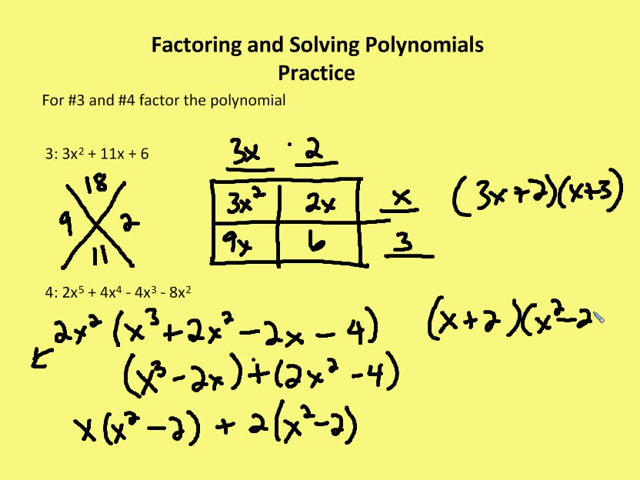 Factoring and Solving Polynomials
Practice
For #3 and #4 factor the polynomial
3: 3x² + 11x + 6
18
9 2
11
3x · 2
3x² 2x x
9x 6 3
(3x+2)(x+3)
4: 2x⁵ + 4x⁴ - 4x³ - 8x²
2x² (x³ + 2x² - 2x - 4)
(x³ - 2x) + (2x² - 4)
x(x² - 2) + 2(x² - 2)
(x+2)(x²-2